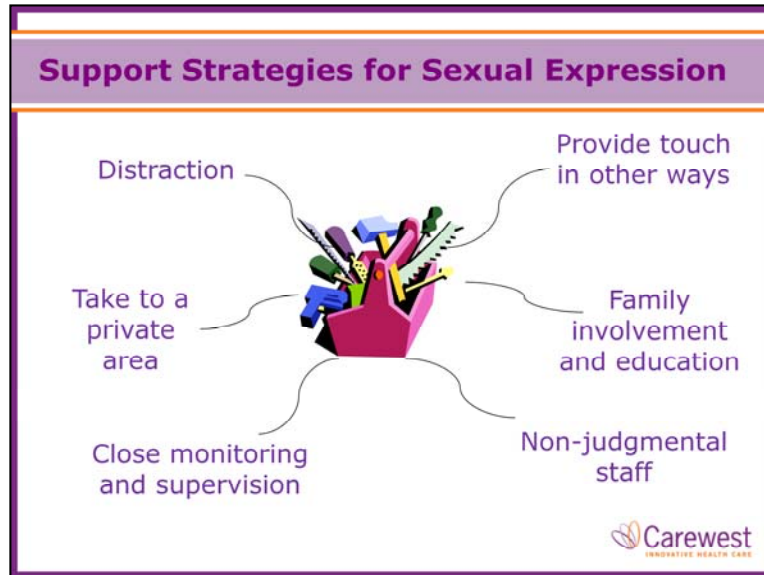 Support Strategies for Sexual Expression
Distraction
Provide touch
in other ways
Take to a
private
area
Family
involvement
and education
Close monitoring
and supervision
Non-judgmental
staff
Carewest
INNOVATIVE HEALTH CARE